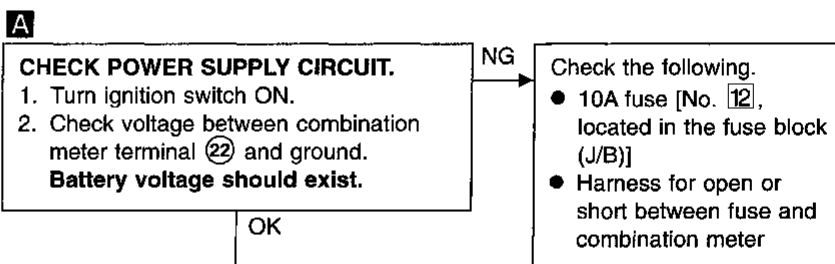 A
CHECK POWER SUPPLY CIRCUIT.
1. Turn ignition switch ON.
2. Check voltage between combination
meter terminal 22 and ground.
Battery voltage should exist.
NG
Check the following.
● 10A fuse [No. 12,
located in the fuse block
(J/B)]
● Harness for open or
short between fuse and
combination meter
OK